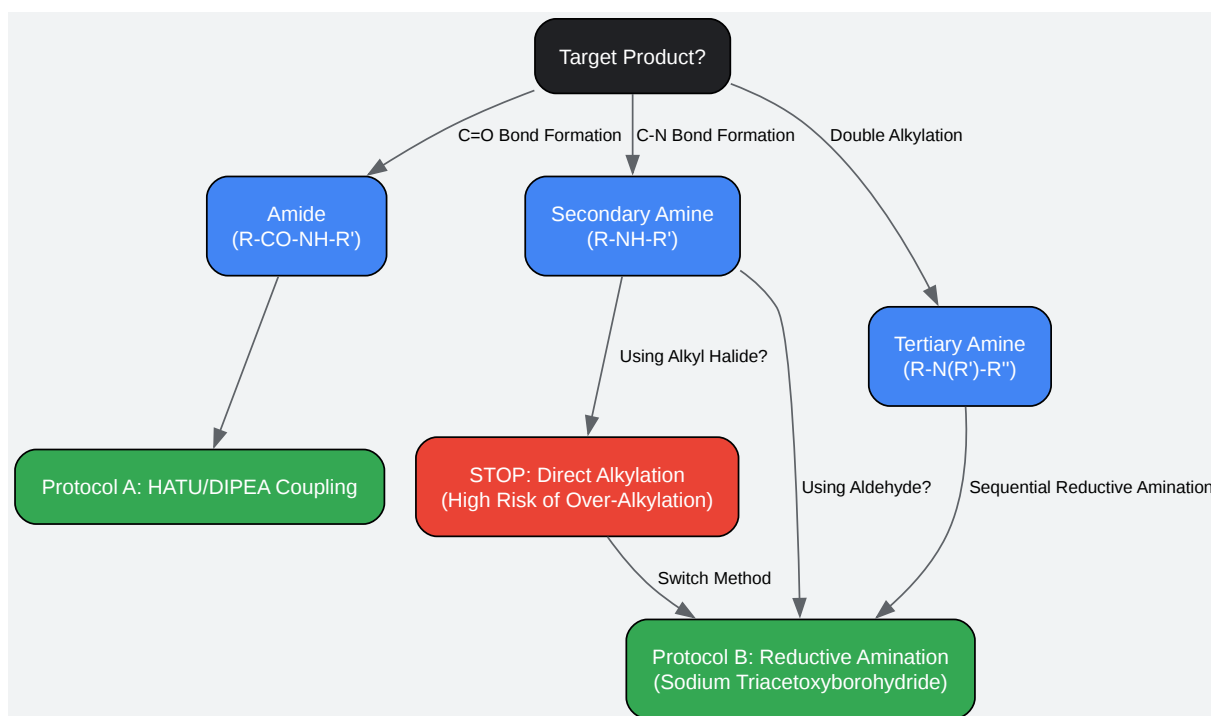 Target Product?
C=O Bond Formation
C-N Bond Formation
Double Alkylation
Amide
(R-CO-NH-R')
Secondary Amine
(R-NH-R')
Tertiary Amine
(R-N(R')-R")
Using Alkyl Halide?
Protocol A: HATU/DIPEA Coupling
STOP: Direct Alkylation
(High Risk of Over-Alkylation)
Using Aldehyde?
Sequential Reductive Amination
Switch Method
Protocol B: Reductive Amination
(Sodium Triacetoxyborohydride)